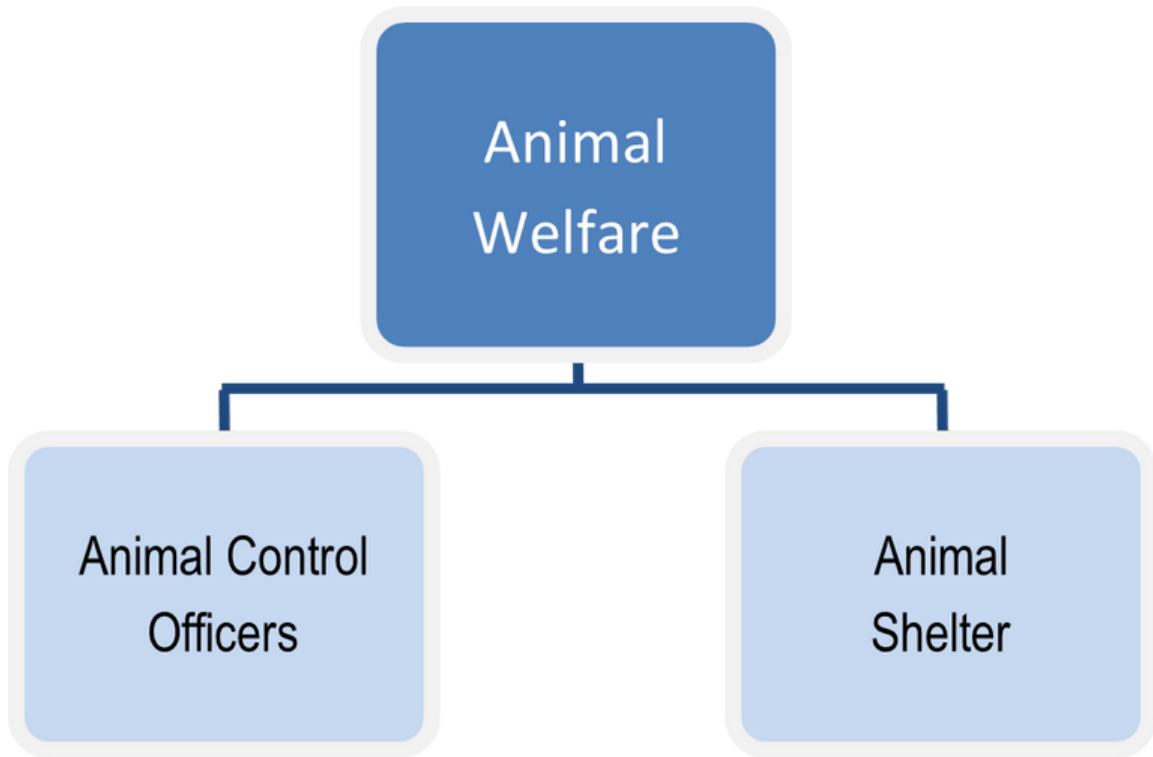 Animal
Welfare
Animal Control
Officers
Animal
Shelter